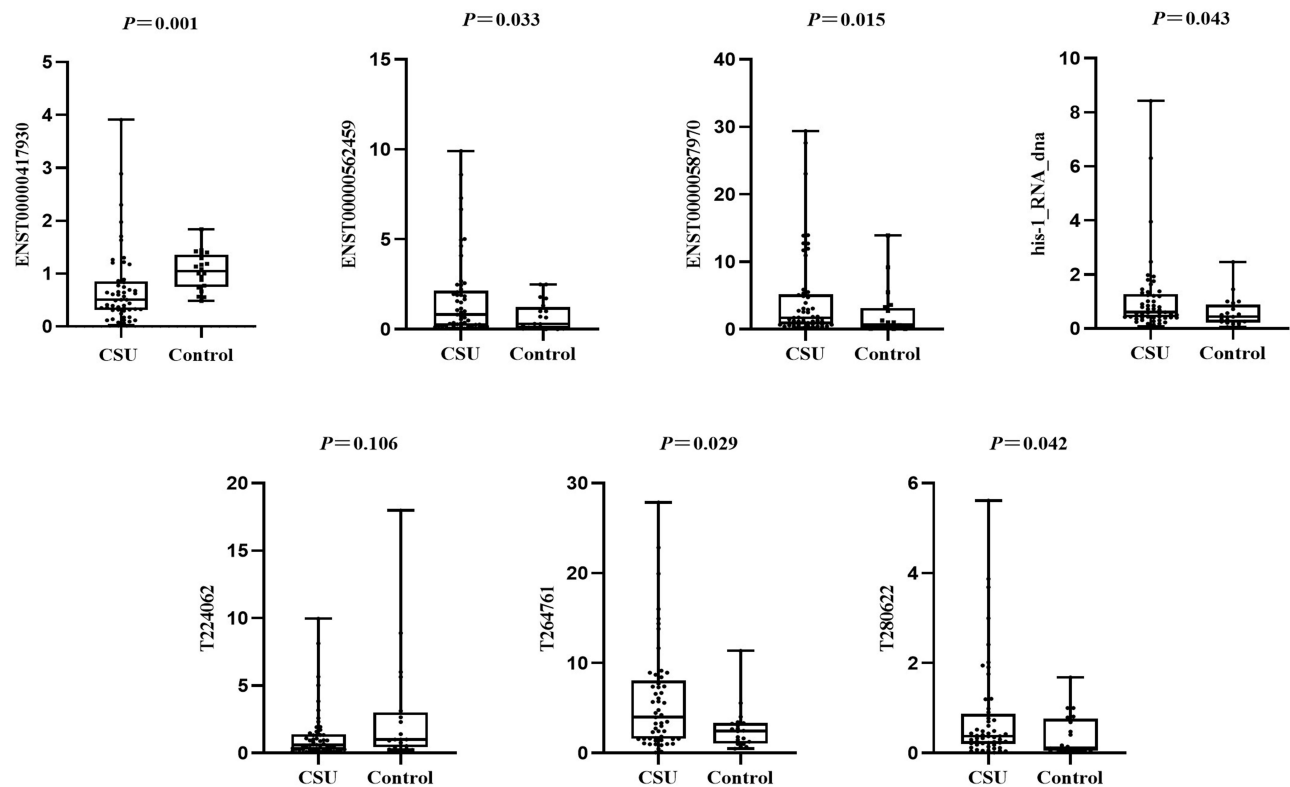 P=0.001
P=0.033
P=0.015
P=0.043
ENST00000417930
5
4
3
2
1
0
CSU Control
ENST00000562459
15
10
5
0
CSU Control
ENST00000587970
40
30
20
10
0
CSU Control
his-1_RNA_dna
10
8
6
4
2
0
CSU Control
P=0.106
P=0.029
P=0.042
T224062
20
15
10
5
0
CSU Control
T264761
30
20
10
0
CSU Control
T280622
6
4
2
0
CSU Control